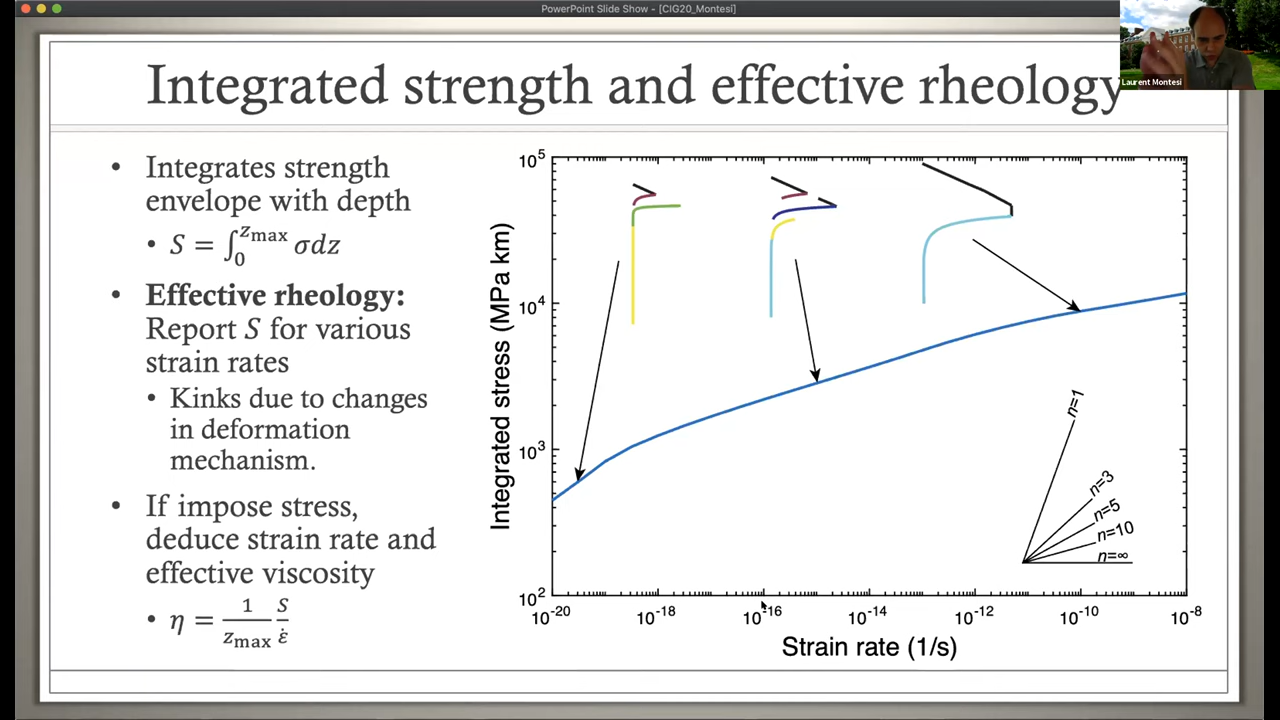 PowerPoint Slide Show - [CIG20_Montesi]
Laurent Montesi
Integrated strength and effective rheology
• Integrates strength
envelope with depth
• S = ∫₀^{z_max} σdz
• Effective rheology:
Report S for various
strain rates
• Kinks due to changes
in deformation
mechanism.
• If impose stress,
deduce strain rate and
effective viscosity
• η = 1/z_max S/ε̇
Integrated stress (MPa km)
10⁵
10⁴
10³
10²
n=1
n=3
n=5
n=10
n=∞
10⁻²⁰ 10⁻¹⁸ 10⁻¹⁶ 10⁻¹⁴ 10⁻¹² 10⁻¹⁰ 10⁻⁸
Strain rate (1/s)